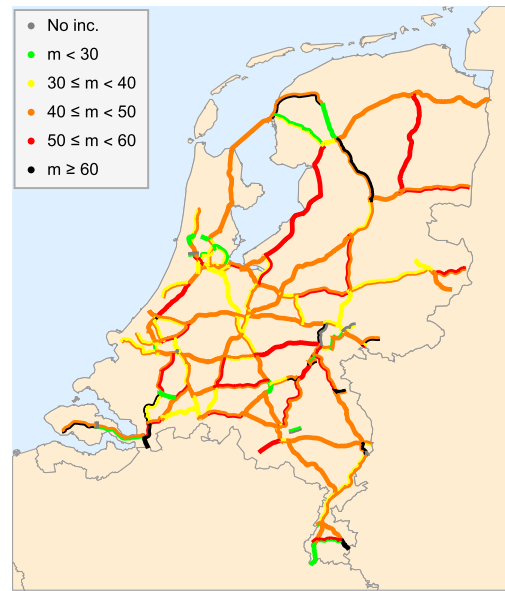 No inc.
m < 30
30 ≤ m < 40
40 ≤ m < 50
50 ≤ m < 60
m ≥ 60